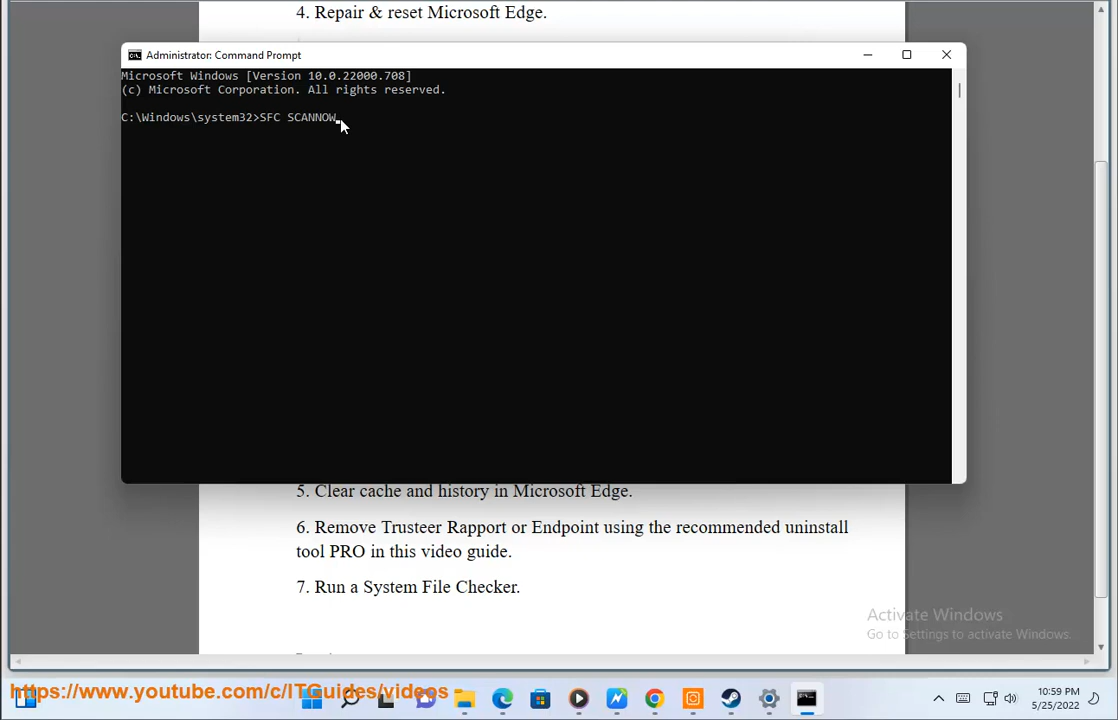 4. Repair & reset Microsoft Edge.
Administrator: Command Prompt
Microsoft Windows [Version 10.0.22000.708]
(c) Microsoft Corporation. All rights reserved.
C:\Windows\system32>SFC SCANNOW
5. Clear cache and history in Microsoft Edge.
6. Remove Trusteer Rapport or Endpoint using the recommended uninstall
tool PRO in this video guide.
7. Run a System File Checker.
Activate Windows
Go to Settings to activate Windows.
https://www.youtube.com/c/ITGuides/videos
10:59 PM
5/25/2022